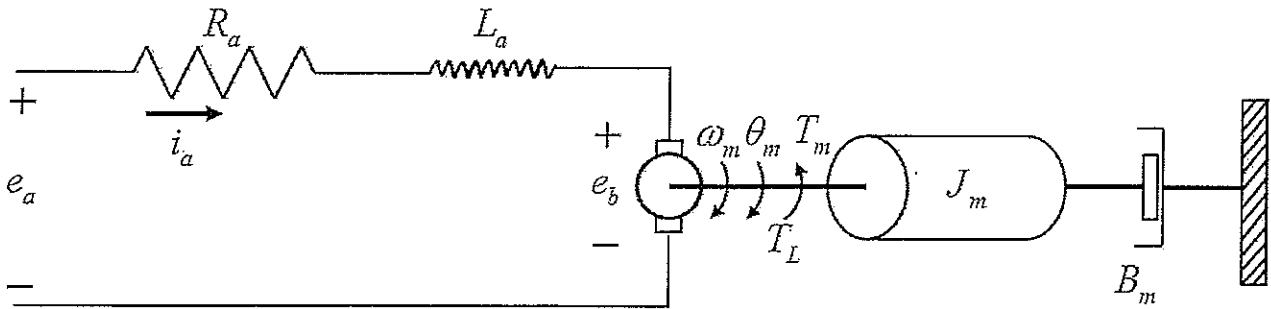 R_a
L_a
+
i_a
e_a
−
+
e_b
−
ω_m θ_m T_m
T_L
J_m
B_m